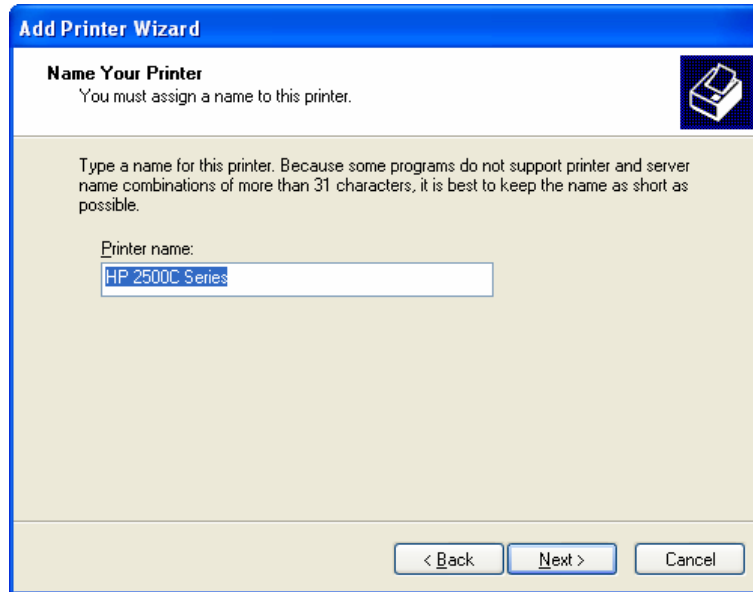 Add Printer Wizard
Name Your Printer
You must assign a name to this printer.
Type a name for this printer. Because some programs do not support printer and server
name combinations of more than 31 characters, it is best to keep the name as short as
possible.
Printer name:
HP 2500C Series
< Back Next > Cancel